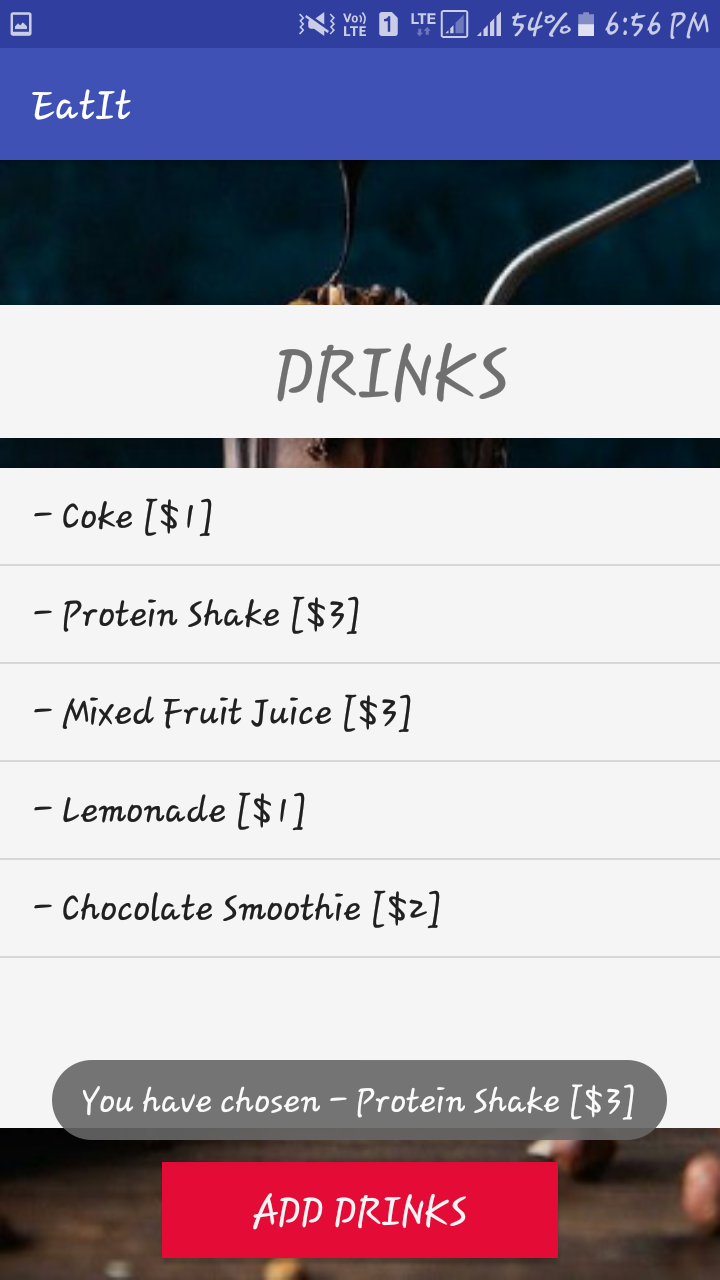 Vo)) LTE 1 LTE 54% 6:56 PM
EatIt
DRINKS
- Coke [$1]
- Protein Shake [$3]
- Mixed Fruit Juice [$3]
- Lemonade [$1]
- Chocolate Smoothie [$2]
You have chosen - Protein Shake [$3]
ADD DRINKS